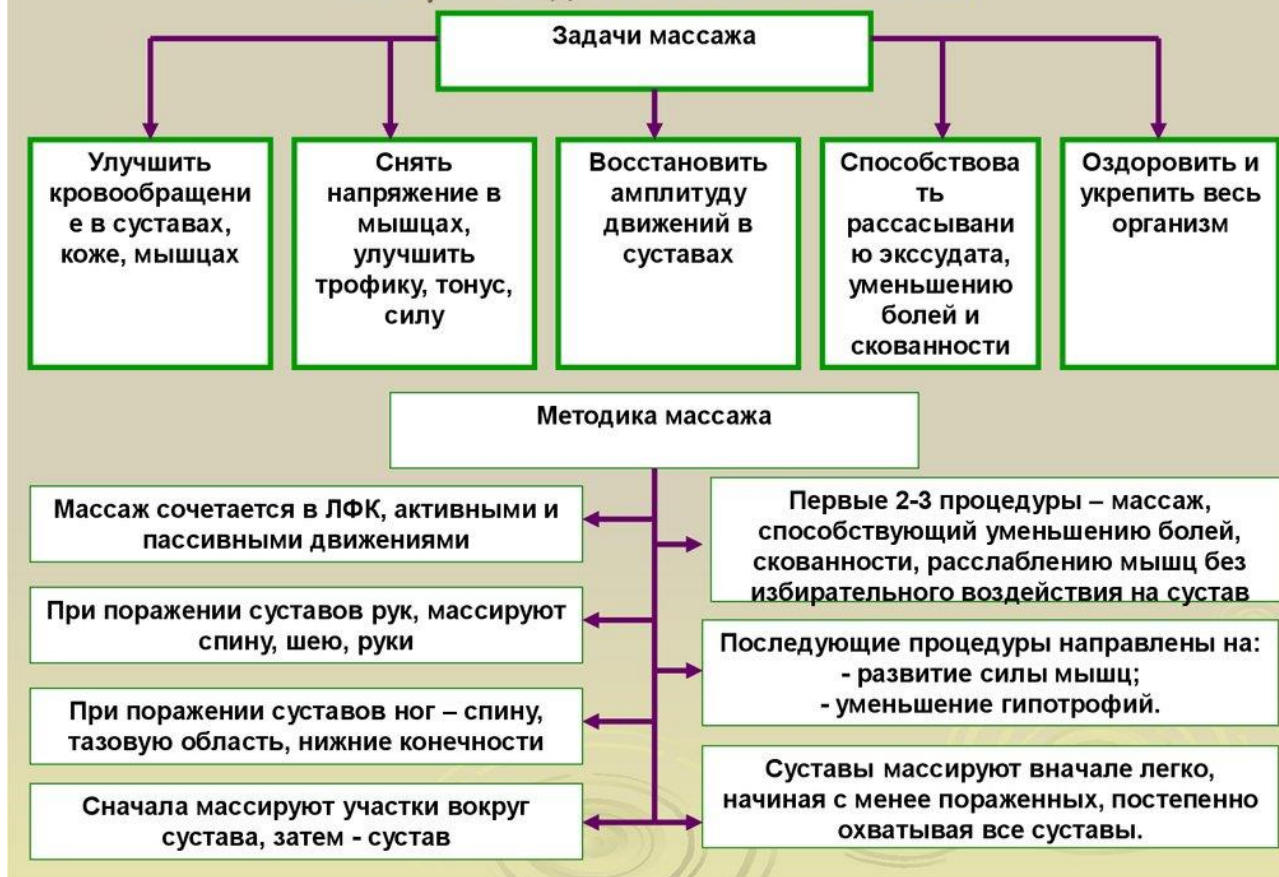 Задачи массажа
Улучшить
кровообращени
е в суставах,
коже, мышцах
Снять
напряжение в
мышцах,
улучшить
трофику, тонус,
силу
Восстановить
амплитуду
движений в
суставах
Способствова
ть
рассасывани
ю экссудата,
уменьшению
болей и
скованности
Оздоровить и
укрепить весь
организм
Методика массажа
Массаж сочетается в ЛФК, активными и
пассивными движениями
При поражении суставов рук, массируют
спину, шею, руки
При поражении суставов ног – спину,
тазовую область, нижние конечности
Сначала массируют участки вокруг
сустава, затем - сустав
Первые 2-3 процедуры – массаж,
способствующий уменьшению болей,
скованности, расслаблению мышц без
избирательного воздействия на сустав
Последующие процедуры направлены на:
- развитие силы мышц;
- уменьшение гипотрофий.
Суставы массируют вначале легко,
начиная с менее пораженных, постепенно
охватывая все суставы.